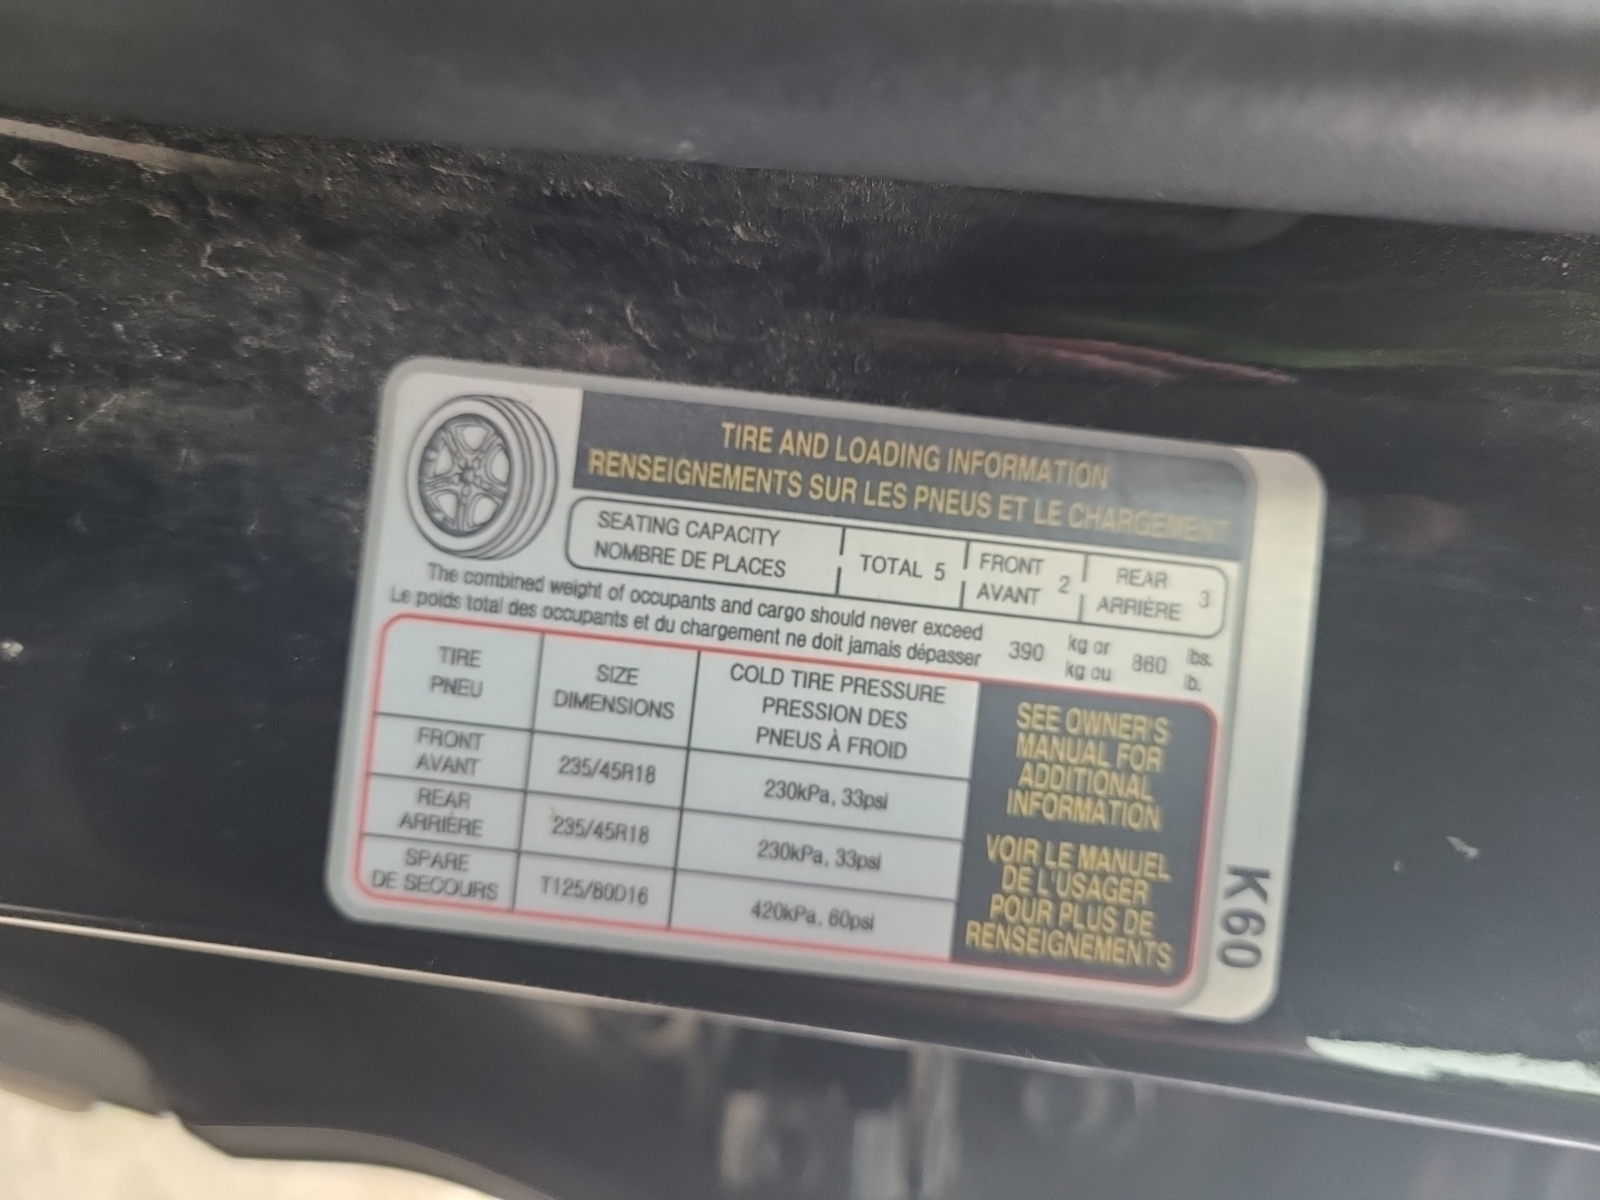 TIRE AND LOADING INFORMATION
RENSEIGNEMENTS SUR LES PNEUS ET LE CHARGEMENT
SEATING CAPACITY
NOMBRE DE PLACES
TOTAL 5
FRONT
AVANT 2
REAR
ARRIÈRE 3
The combined weight of occupants and cargo should never exceed
Le poids total des occupants et du chargement ne doit jamais dépasser
390
kg or
kg ou
860
lbs.
lb.
TIRE
PNEU
SIZE
DIMENSIONS
COLD TIRE PRESSURE
PRESSION DES
PNEUS À FROID
FRONT
AVANT
235/45R18
230kPa, 33psi
REAR
ARRIÈRE
235/45R18
230kPa, 33psi
SPARE
DE SECOURS
T125/80D16
420kPa, 60psi
SEE OWNER'S
MANUAL FOR
ADDITIONAL
INFORMATION
VOIR LE MANUEL
DE L'USAGER
POUR PLUS DE
RENSEIGNEMENTS
K60